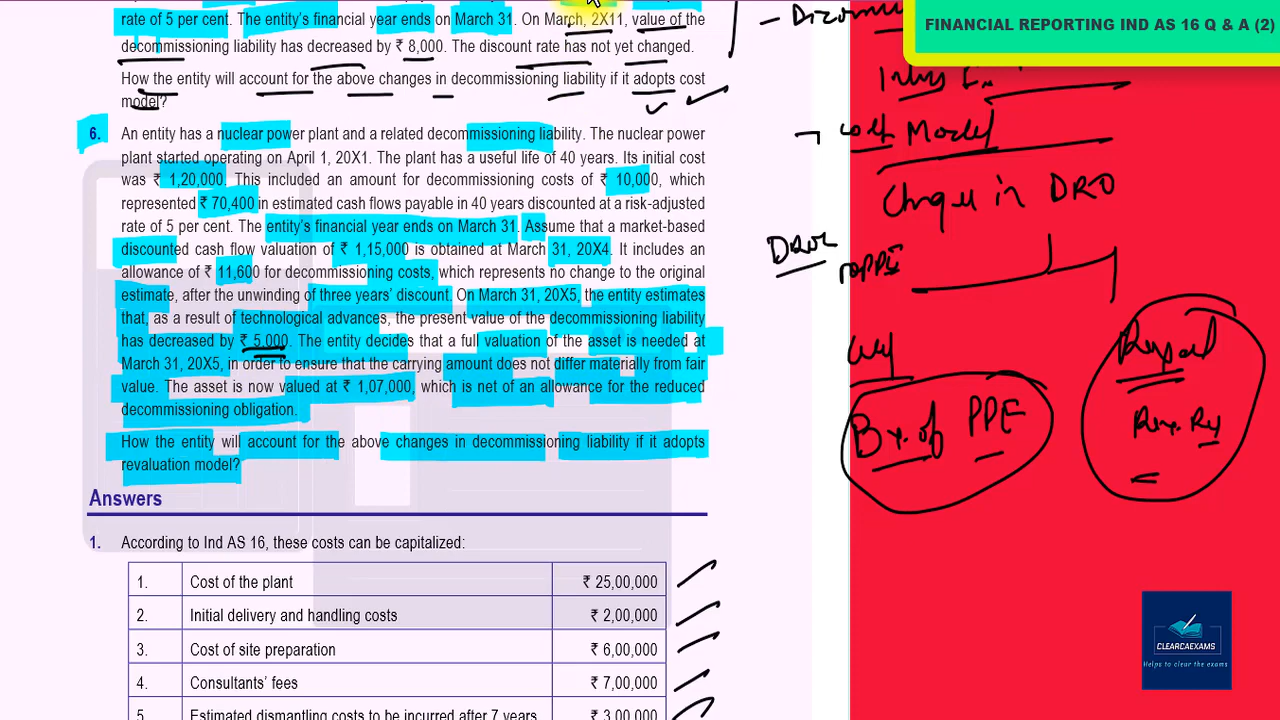 rate of 5 per cent. The entity's financial year ends on March 31. On March, 2X11, value of the
decommissioning liability has decreased by ₹ 8,000. The discount rate has not yet changed.
How the entity will account for the above changes in decommissioning liability if it adopts cost
model?
6. An entity has a nuclear power plant and a related decommissioning liability. The nuclear power
plant started operating on April 1, 20X1. The plant has a useful life of 40 years. Its initial cost
was ₹ 1,20,000. This included an amount for decommissioning costs of ₹ 10,000, which
represented ₹ 70,400 in estimated cash flows payable in 40 years discounted at a risk-adjusted
rate of 5 per cent. The entity's financial year ends on March 31. Assume that a market-based
discounted cash flow valuation of ₹ 1,15,000 is obtained at March 31, 20X4. It includes an
allowance of ₹ 11,600 for decommissioning costs, which represents no change to the original
estimate, after the unwinding of three years' discount. On March 31, 20X5, the entity estimates
that, as a result of technological advances, the present value of the decommissioning liability
has decreased by ₹ 5,000. The entity decides that a full valuation of the asset is needed at
March 31, 20X5, in order to ensure that the carrying amount does not differ materially from fair
value. The asset is now valued at ₹ 1,07,000, which is net of an allowance for the reduced
decommissioning obligation.
How the entity will account for the above changes in decommissioning liability if it adopts
revaluation model?
Answers
1. According to Ind AS 16, these costs can be capitalized:
1. Cost of the plant ₹ 25,00,000
2. Initial delivery and handling costs ₹ 2,00,000
3. Cost of site preparation ₹ 6,00,000
4. Consultants' fees ₹ 7,00,000
5. Estimated dismantling costs to be incurred after 7 years ₹ 3,00,000
FINANCIAL REPORTING IND AS 16 Q & A (2)
Model
in
of PPE
CLEARCAEXAMS
Helps to clear the exams